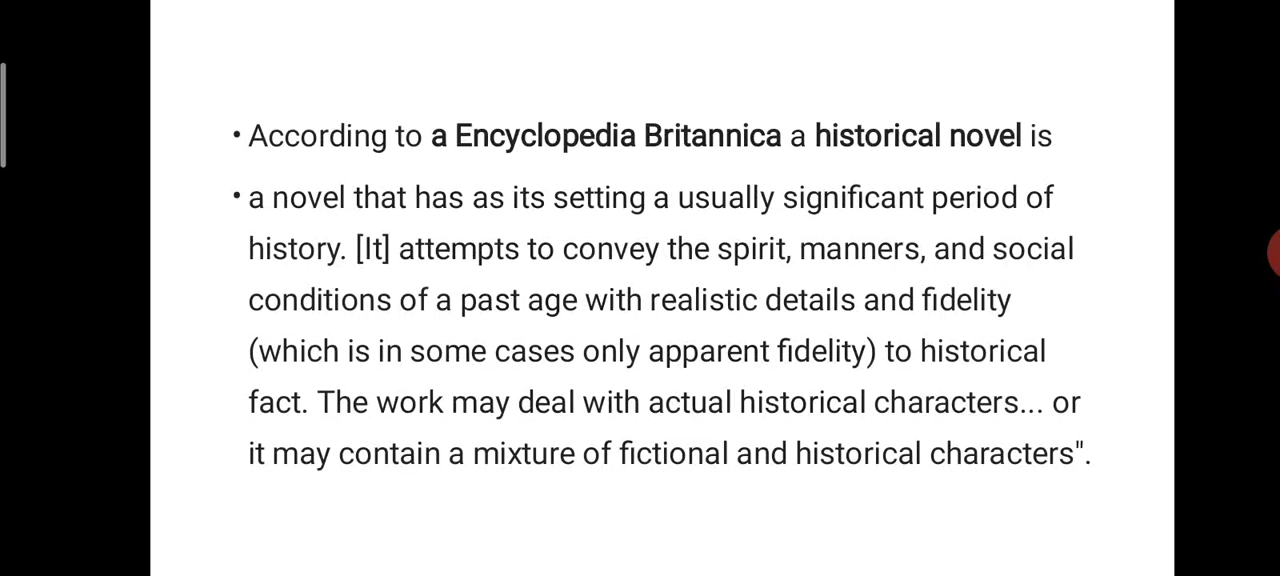 • According to a Encyclopedia Britannica a historical novel is
• a novel that has as its setting a usually significant period of
history. [It] attempts to convey the spirit, manners, and social
conditions of a past age with realistic details and fidelity
(which is in some cases only apparent fidelity) to historical
fact. The work may deal with actual historical characters... or
it may contain a mixture of fictional and historical characters".